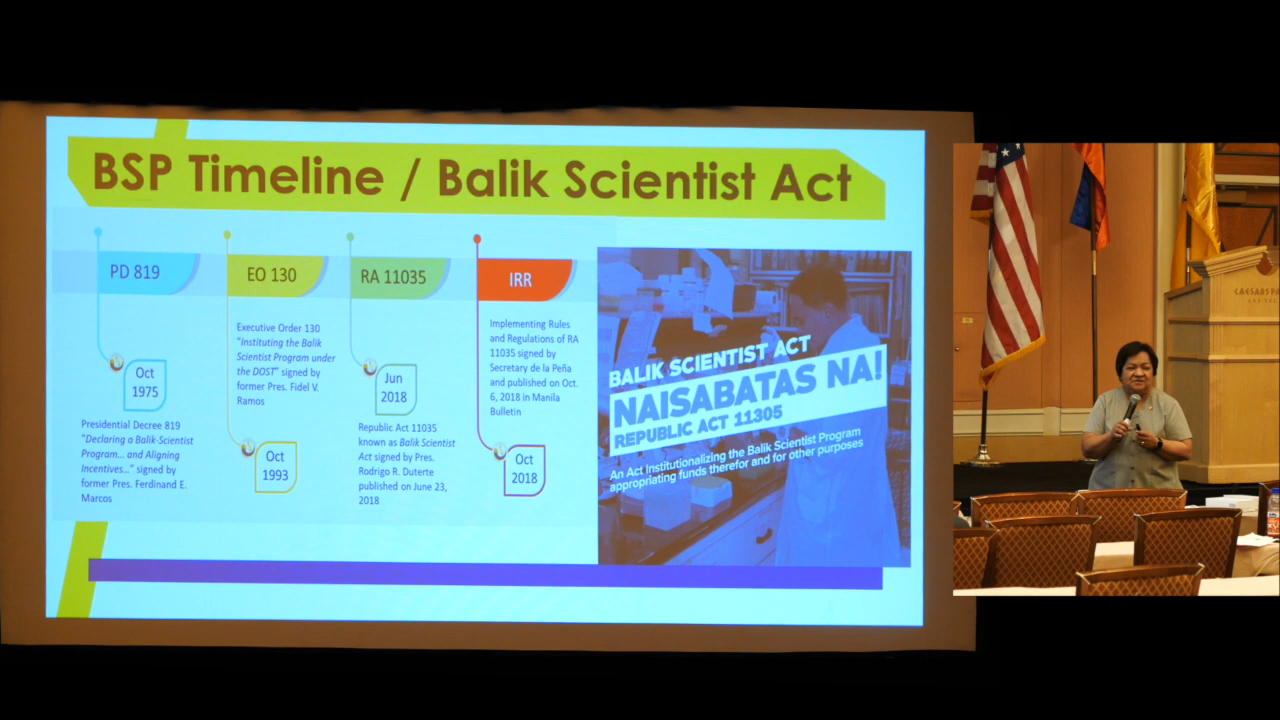 BSP Timeline / Balik Scientist Act
PD 819
Oct
1975
Presidential Decree 819
"Declaring a Balik-Scientist
Program... and Aligning
Incentives..." signed by
former Pres. Ferdinand E.
Marcos
EO 130
Executive Order 130
"Instituting the Balik
Scientist Program under
the DOST" signed by
former Pres. Fidel V.
Ramos
Oct
1993
RA 11035
Jun
2018
Republic Act 11035
known as Balik Scientist
Act signed by Pres.
Rodrigo R. Duterte
published on June 23,
2018
IRR
Implementing Rules
and Regulations of RA
11035 signed by
Secretary de la Peña
and published on Oct.
6, 2018 in Manila
Bulletin
Oct
2018
BALIK SCIENTIST ACT
NAISABATAS NA!
REPUBLIC ACT 11305
An Act Institutionalizing the Balik Scientist Program
appropriating funds therefor and for other purposes
CAESARS